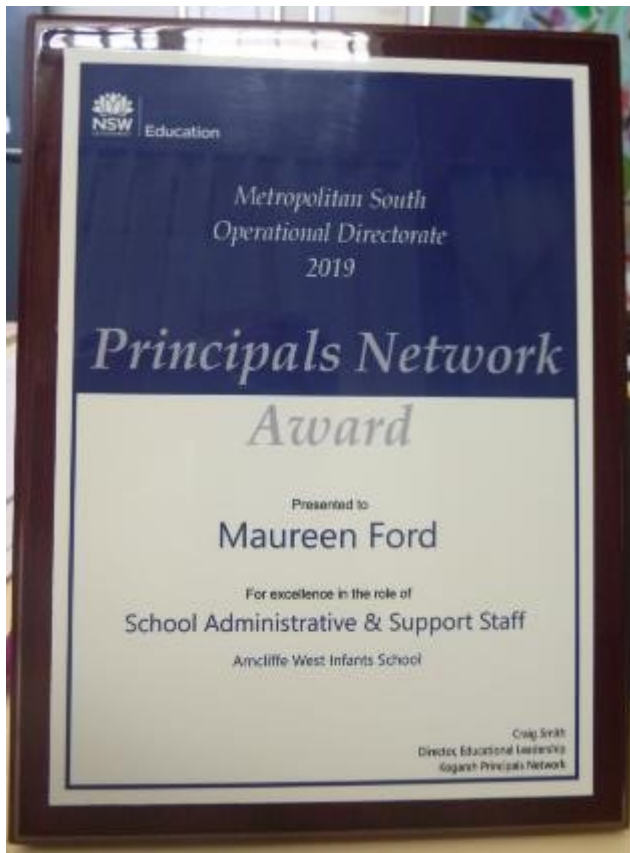 NSW
Education
Metropolitan South
Operational Directorate
2019
Principals Network
Award
Presented to
Maureen Ford
For excellence in the role of
School Administrative & Support Staff
Arncliffe West Infants School
Craig Smith
Director, Educational Leadership
Kogarah Principals Network